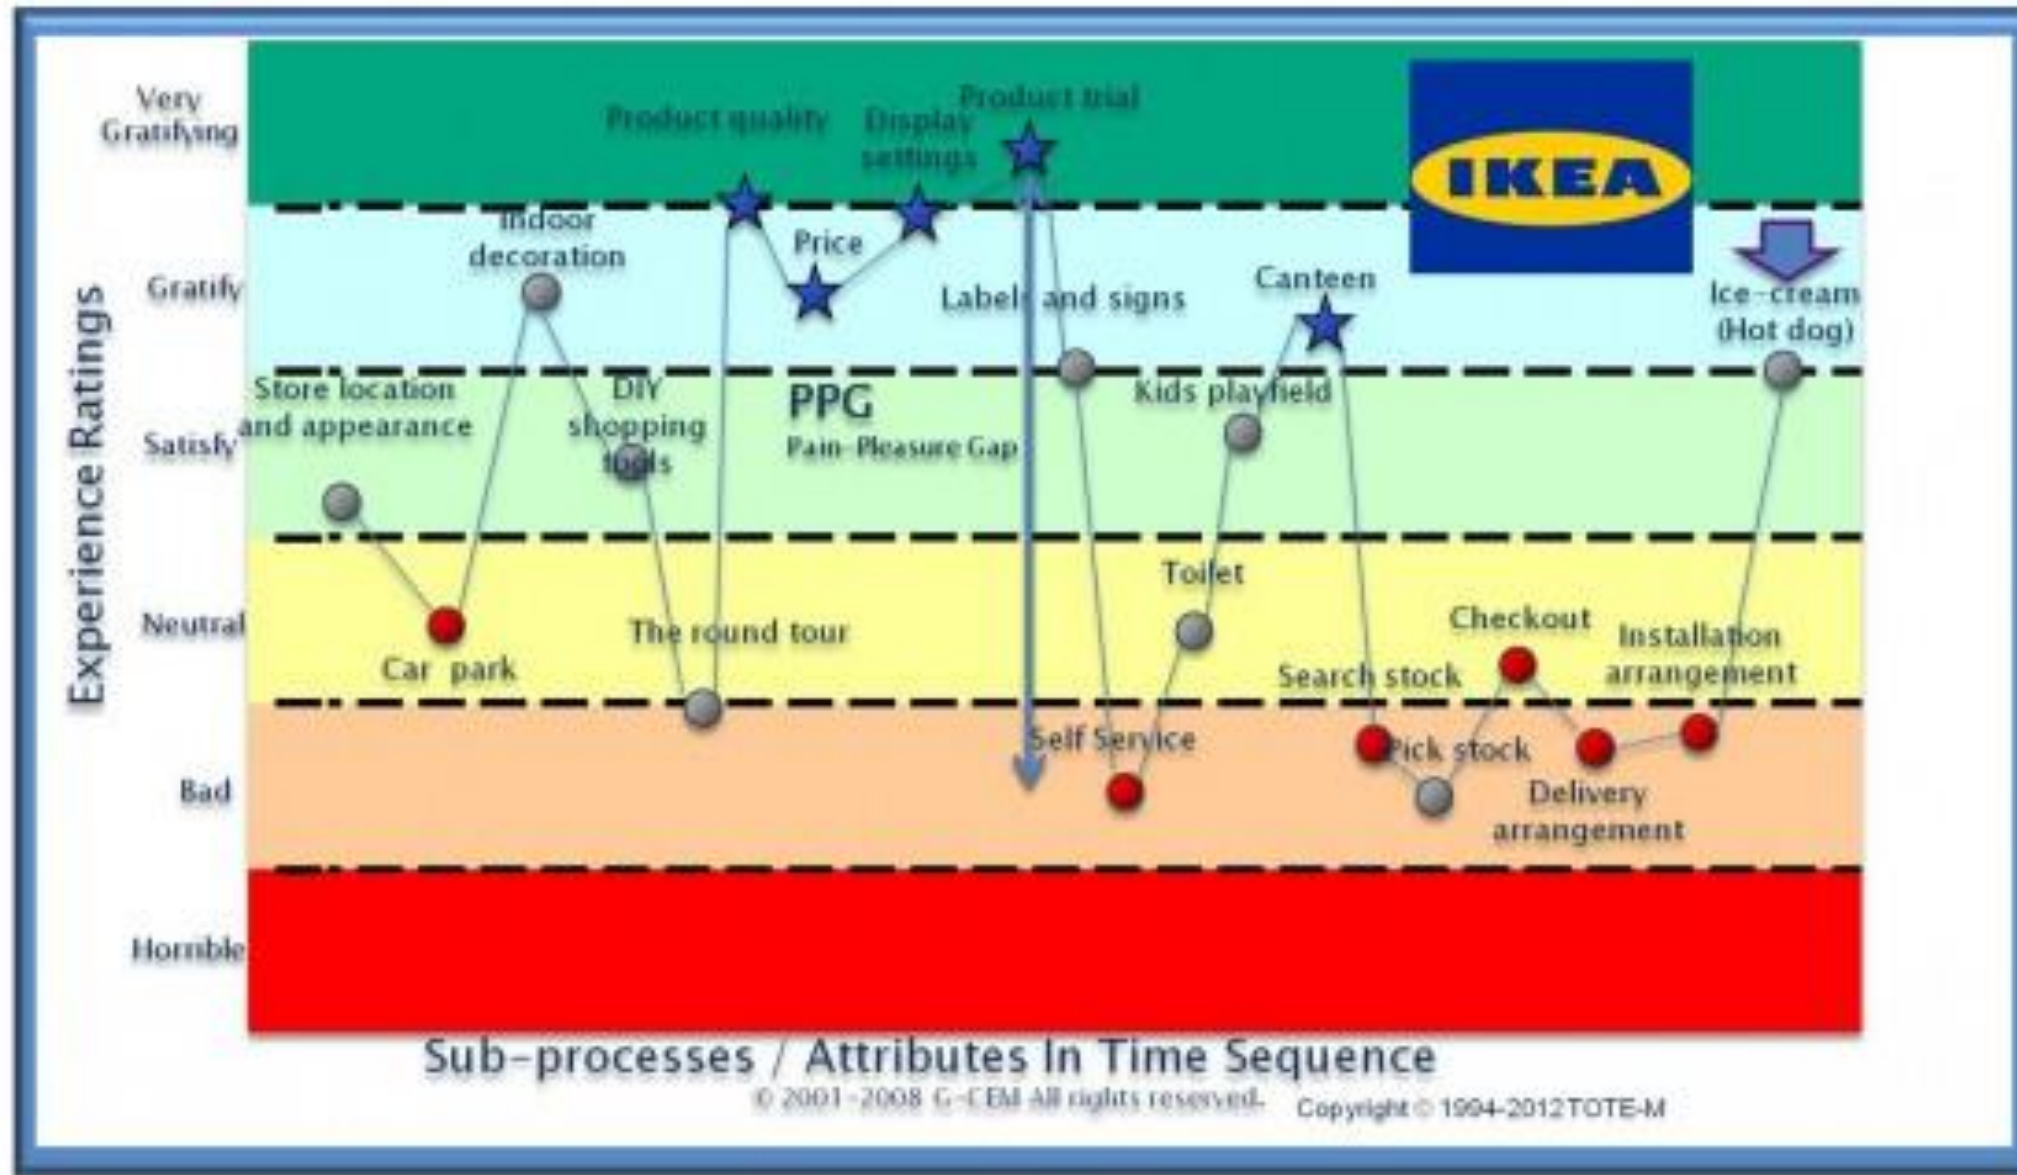 Very
Gratifying
Product quality
Display
settings
Product trial
IKEA
Indoor
decoration
Price
Gratify
Labels and signs
Canteen
Ice-cream
(Hot dog)
Store location
and appearance
DIY
shopping
tools
PPG
Pain-Pleasure Gap
Kids playfield
Satisfy
Experience Ratings
Toilet
Neutral
Car park
The round tour
Checkout
Installation
arrangement
Search stock
Self Service
Pick stock
Bad
Delivery
arrangement
Horrible
Sub-processes / Attributes In Time Sequence
© 2001-2008 G-CEM All rights reserved.
Copyright © 1994-2012 TOTE-M